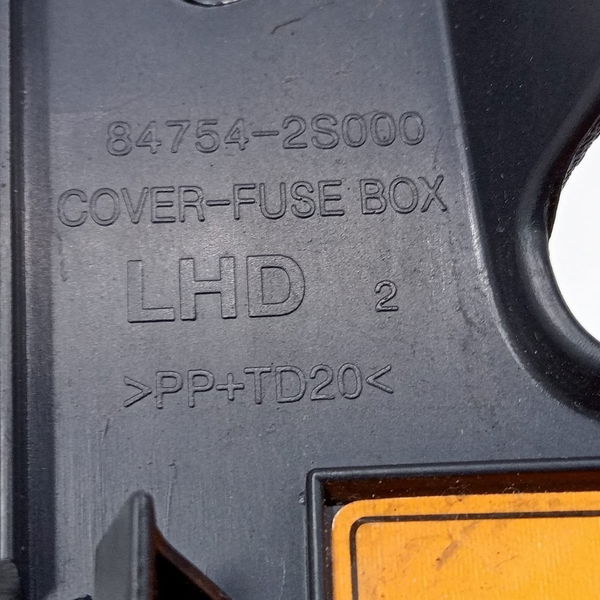 84754-2S000
COVER-FUSE BOX
LHD 2
>PP+TD20<